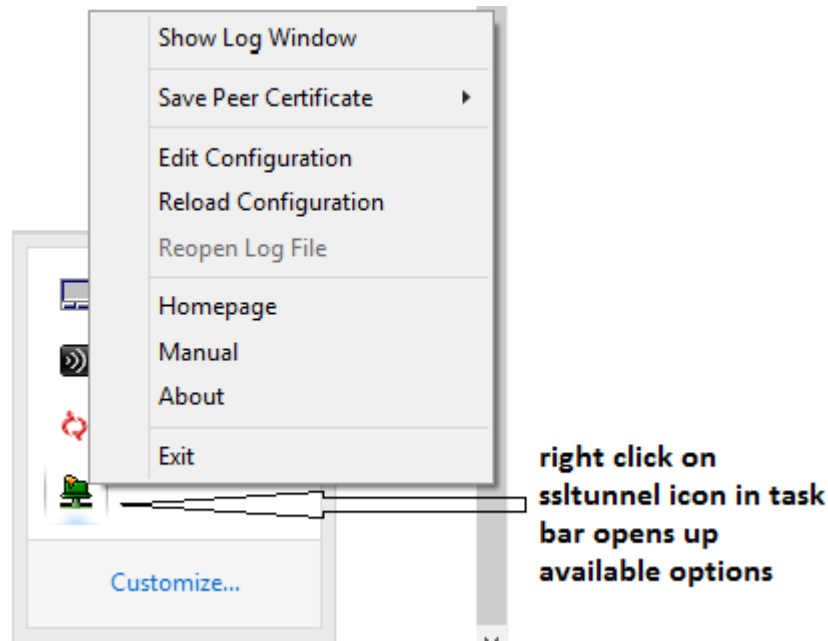 Show Log Window
Save Peer Certificate
Edit Configuration
Reload Configuration
Reopen Log File
Homepage
Manual
About
Exit
Customize...
right click on
ssltunnel icon in task
bar opens up
available options